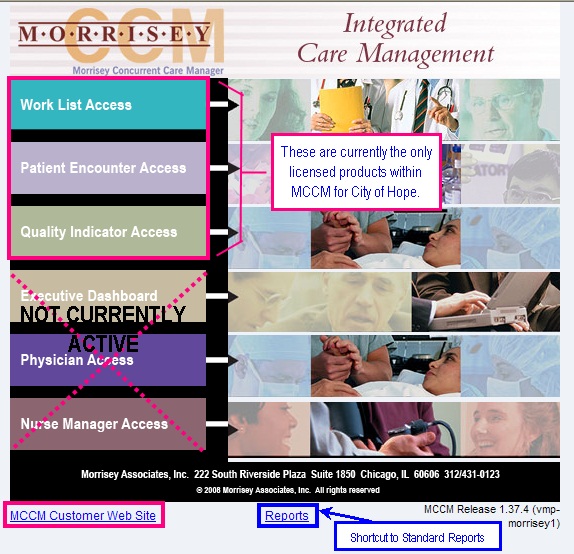 M·O·R·R·I·S·E·Y
CCM
Morrisey Concurrent Care Manager
Integrated
Care Management
Work List Access
Patient Encounter Access
Quality Indicator Access
These are currently the only
licensed products within
MCCM for City of Hope.
ATORY
Executive Dashboard
NOT CURRENTLY
ACTIVE
Physician Access
Nurse Manager Access
Morrisey Associates, Inc. 222 South Riverside Plaza Suite 1850 Chicago, IL 60606 312/431-0123
© 2008 Morrisey Associates, Inc. All rights reserved
MCCM Customer Web Site
Reports
MCCM Release 1.37.4 (vmp-
morrisey1)
Shortcut to Standard Reports